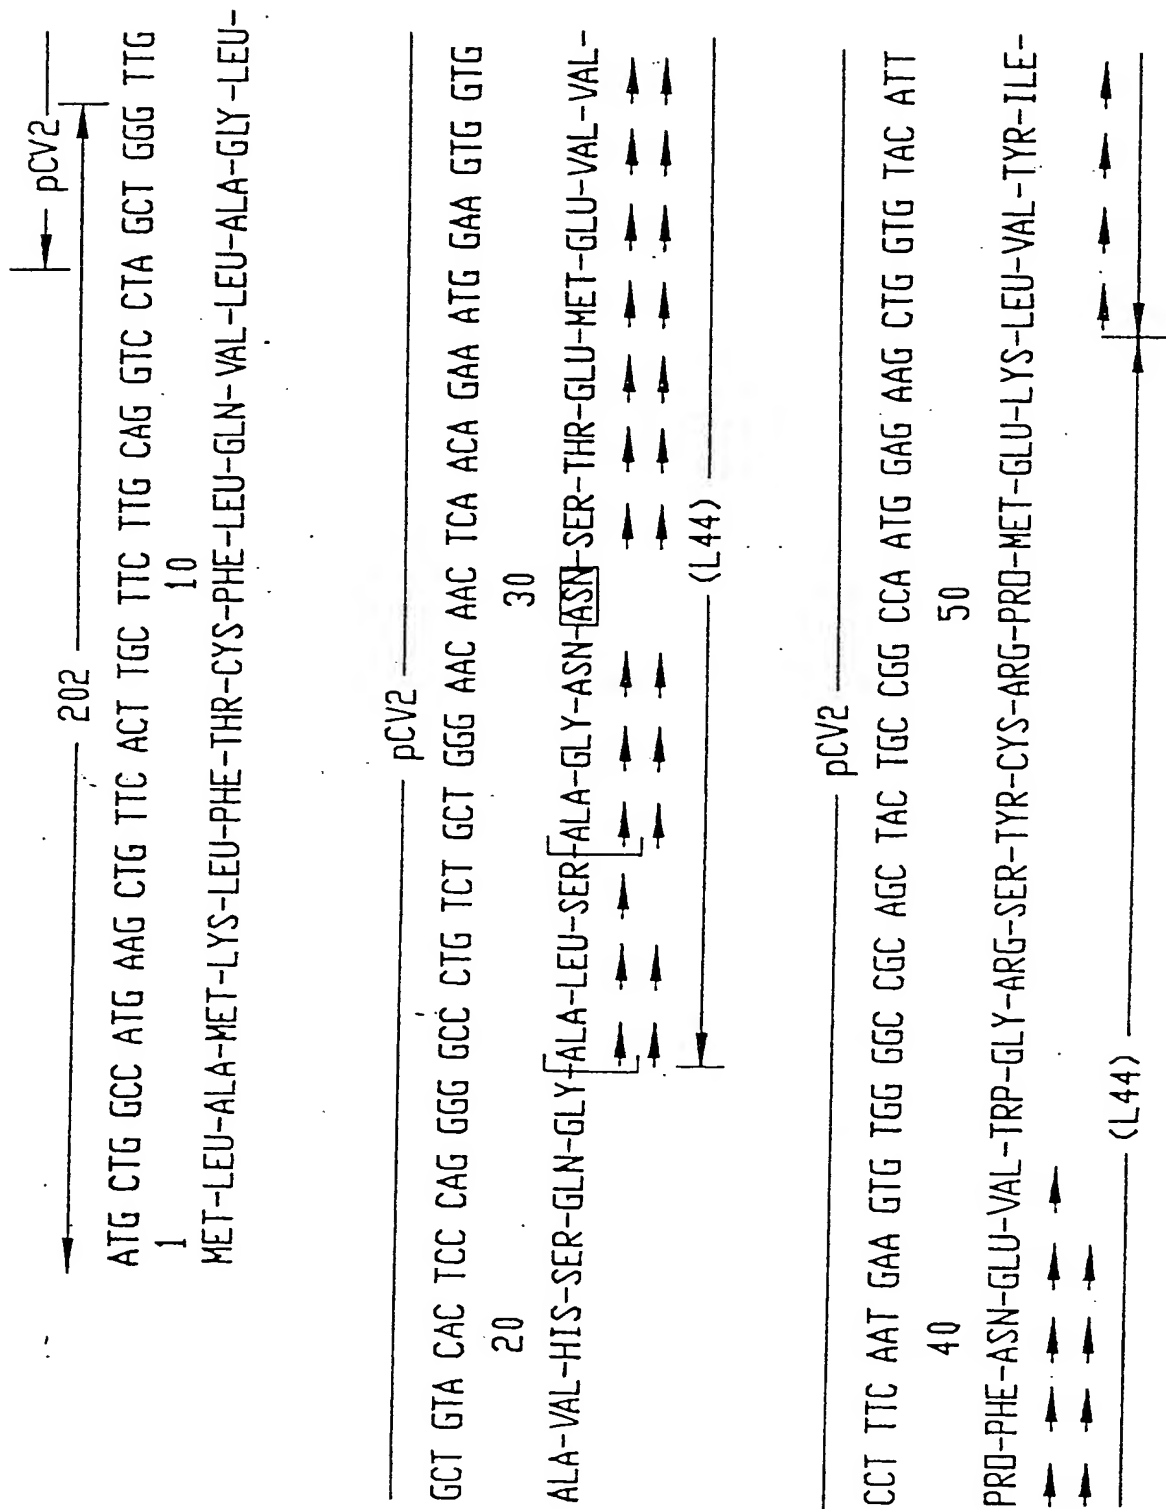 pCV2
202
ATG CTG GCC ATG AAG CTG TTC ACT TGC TTC TTG CAG GTC CTA GCT GGG TTG
1 10
MET-LEU-ALA-MET-LYS-LEU-PHE-THR-CYS-PHE-LEU-GLN-VAL-LEU-ALA-GLY-LEU-
pCV2
GCT GTA CAC TCC CAG GGG GCC CTG TCT GCT GGG AAC AAC TCA ACA GAA ATG GAA GTG GTG
20 30
ALA-VAL-HIS-SER-GLN-GLY-ALA-LEU-SER-ALA-GLY-ASN-ASN-SER-THR-GLU-MET-GLU-VAL-VAL-
(L44)
pCV2
CCT TTC AAT GAA GTG TGG GGC CGC AGC TAC TGC CGG CCA ATG GAG AAG CTG GTG TAC ATT
40 50
PRO-PHE-ASN-GLU-VAL-TRP-GLY-ARG-SER-TYR-CYS-ARG-PRO-MET-GLU-LYS-LEU-VAL-TYR-ILE-
(L44)